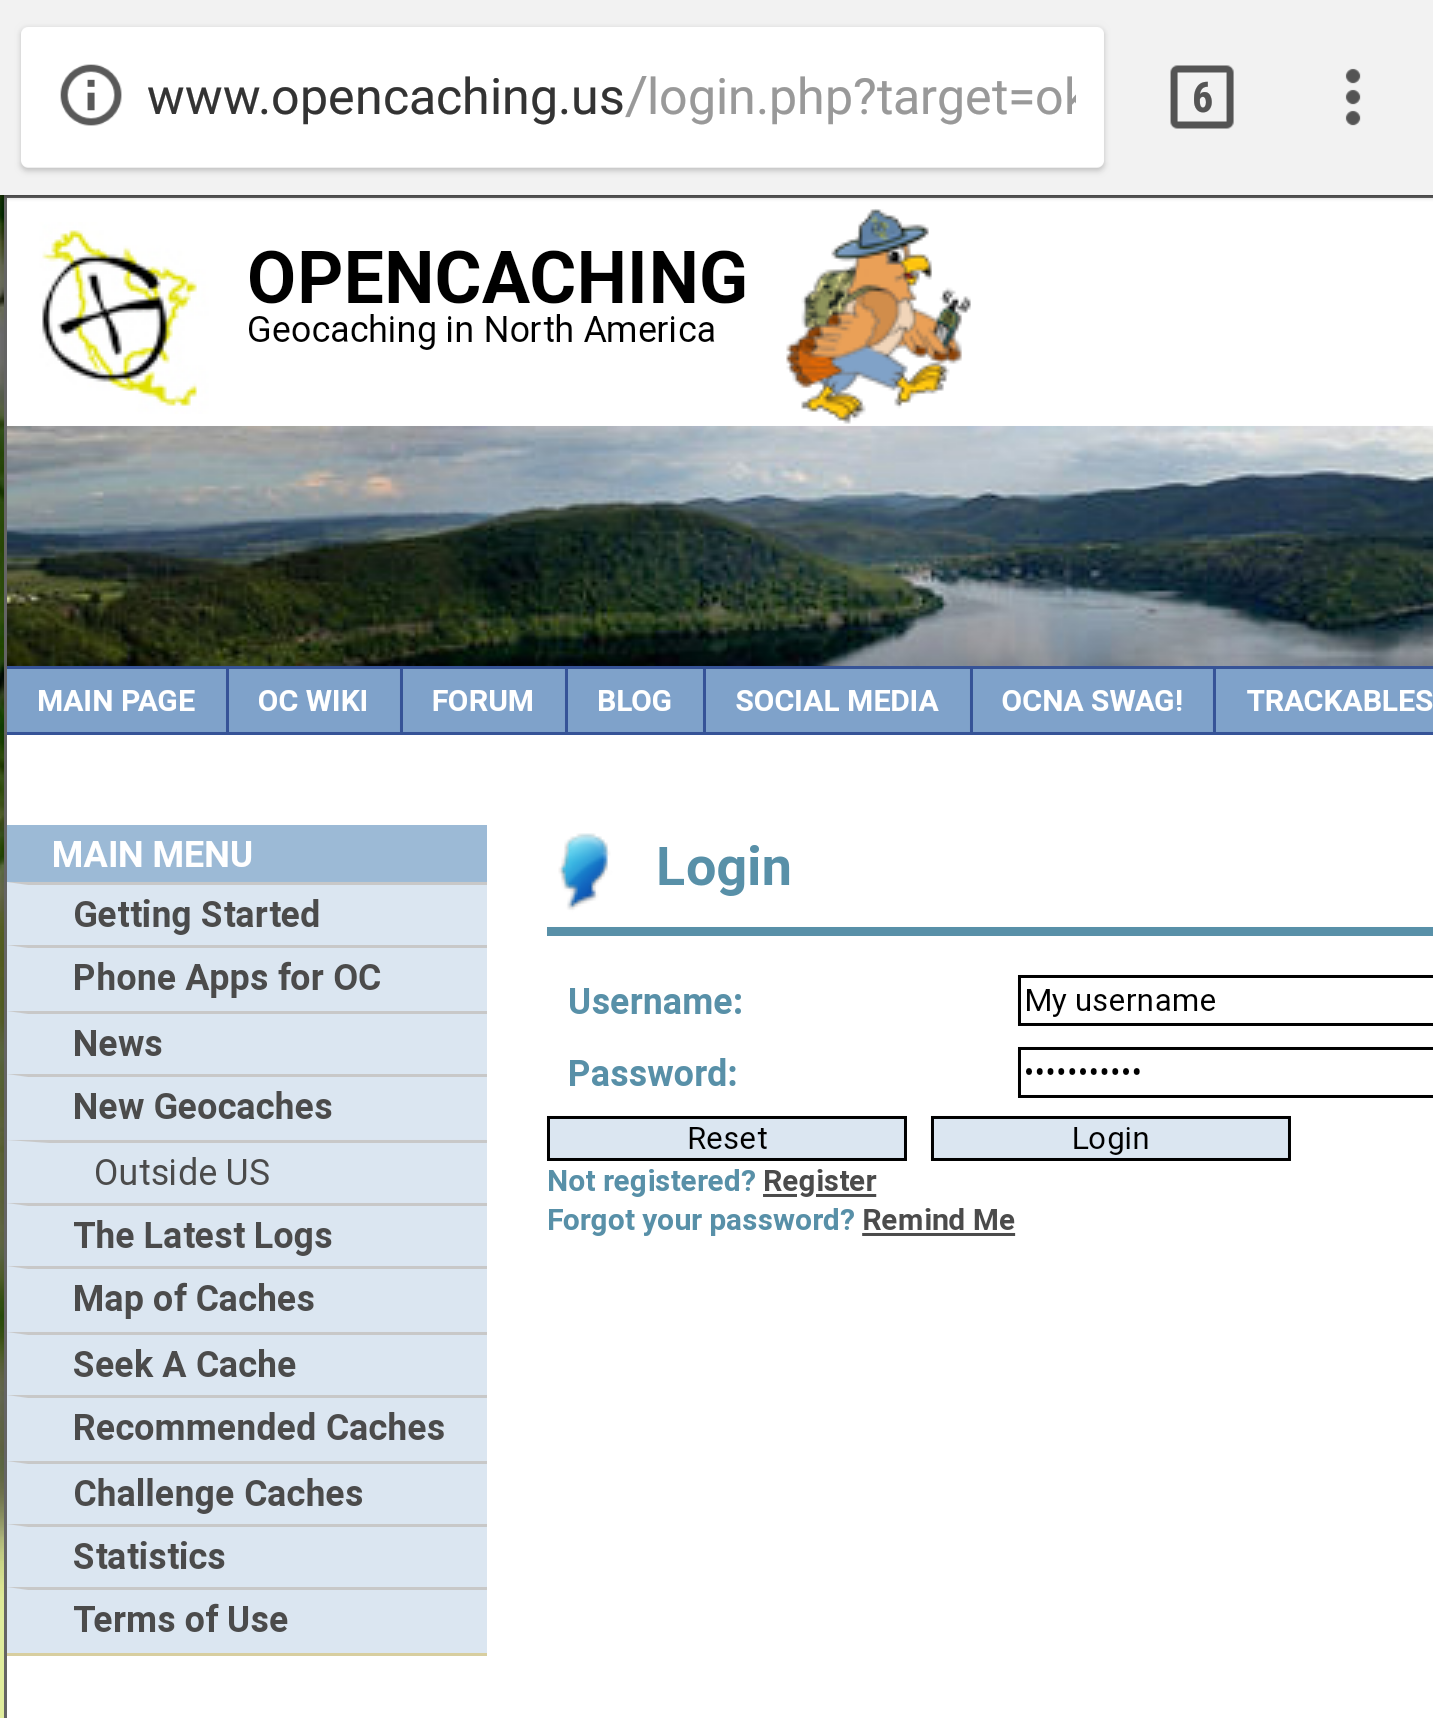 www.opencaching.us/login.php?target=ok
6
OPENCACHING
Geocaching in North America
MAIN PAGE OC WIKI FORUM BLOG SOCIAL MEDIA OCNA SWAG! TRACKABLES
MAIN MENU
Getting Started
Phone Apps for OC
News
New Geocaches
Outside US
The Latest Logs
Map of Caches
Seek A Cache
Recommended Caches
Challenge Caches
Statistics
Terms of Use
Login
Username: My username
Password: •••••••••••
Reset Login
Not registered? Register
Forgot your password? Remind Me